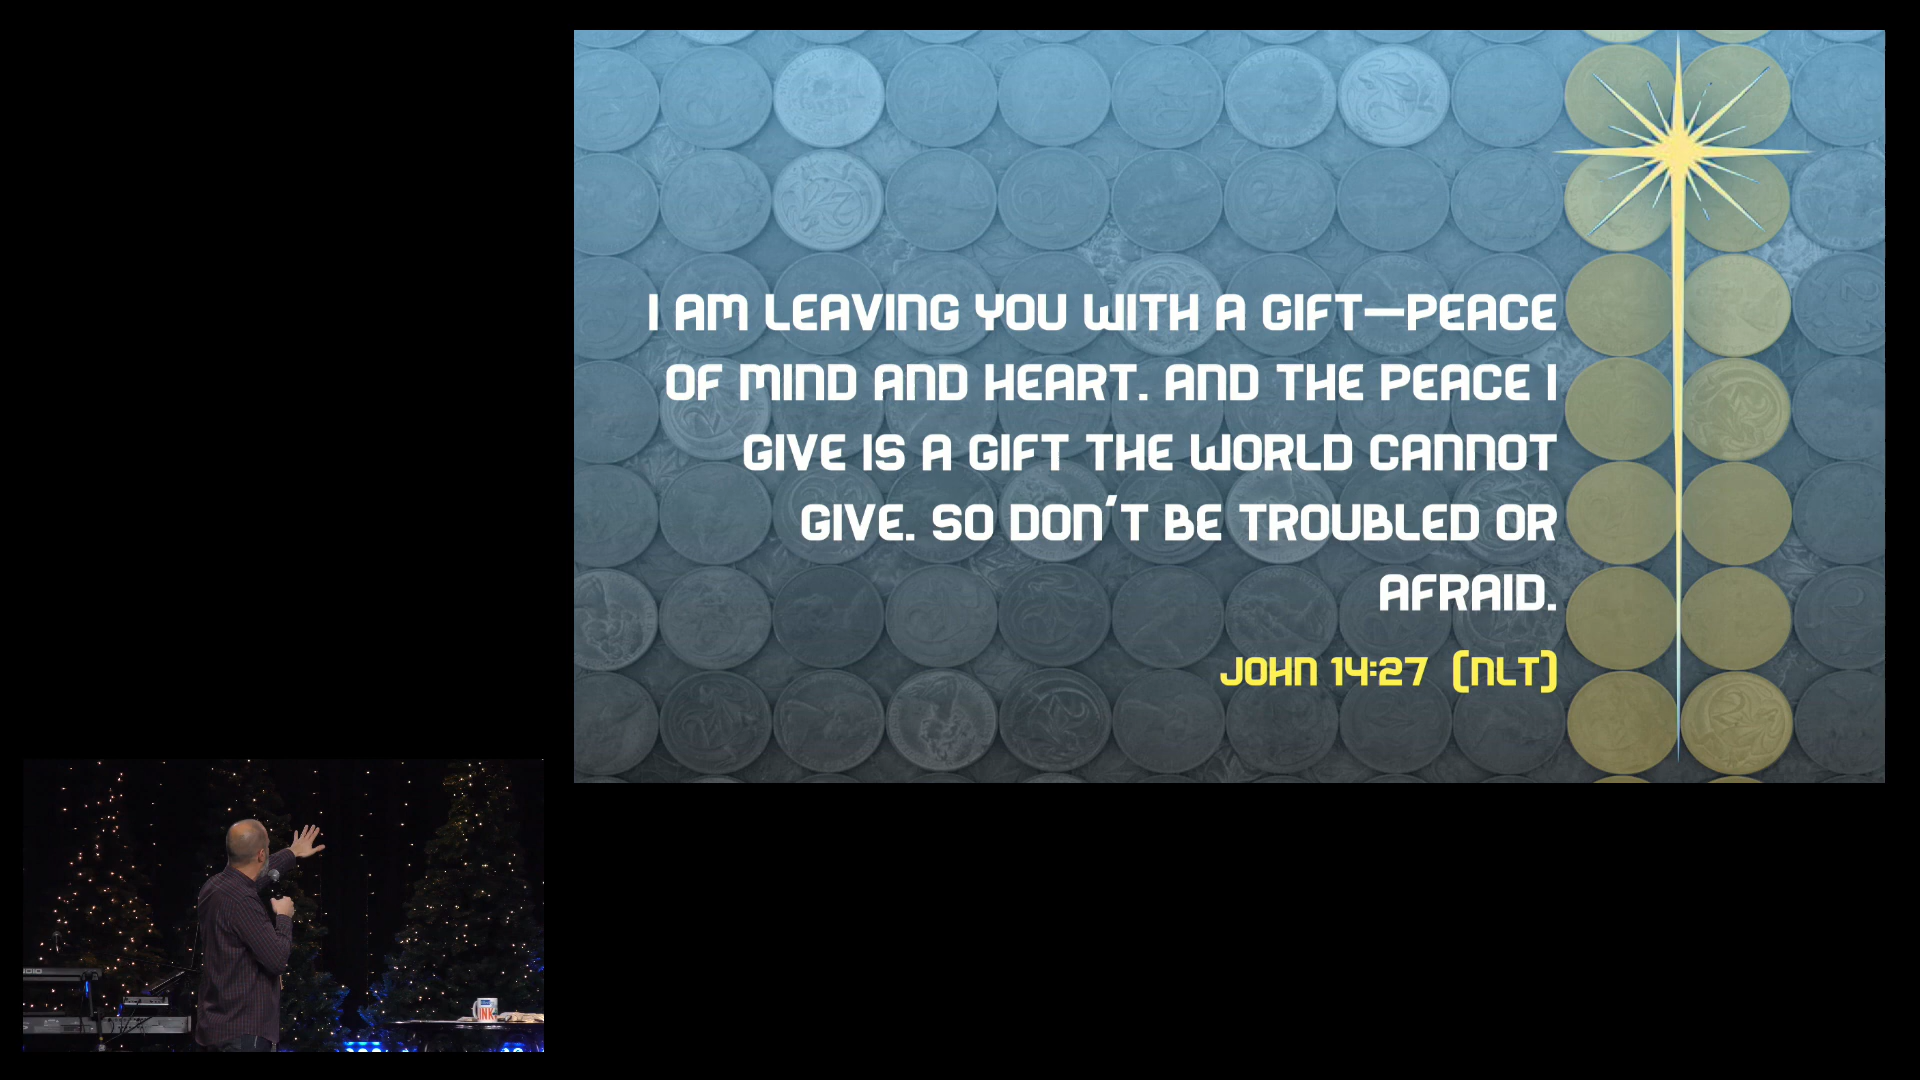 I AM LEAVING YOU WITH A GIFT—PEACE
OF MIND AND HEART. AND THE PEACE I
GIVE IS A GIFT THE WORLD CANNOT
GIVE. SO DON'T BE TROUBLED OR
AFRAID.
JOHN 14:27 (NLT)
INK